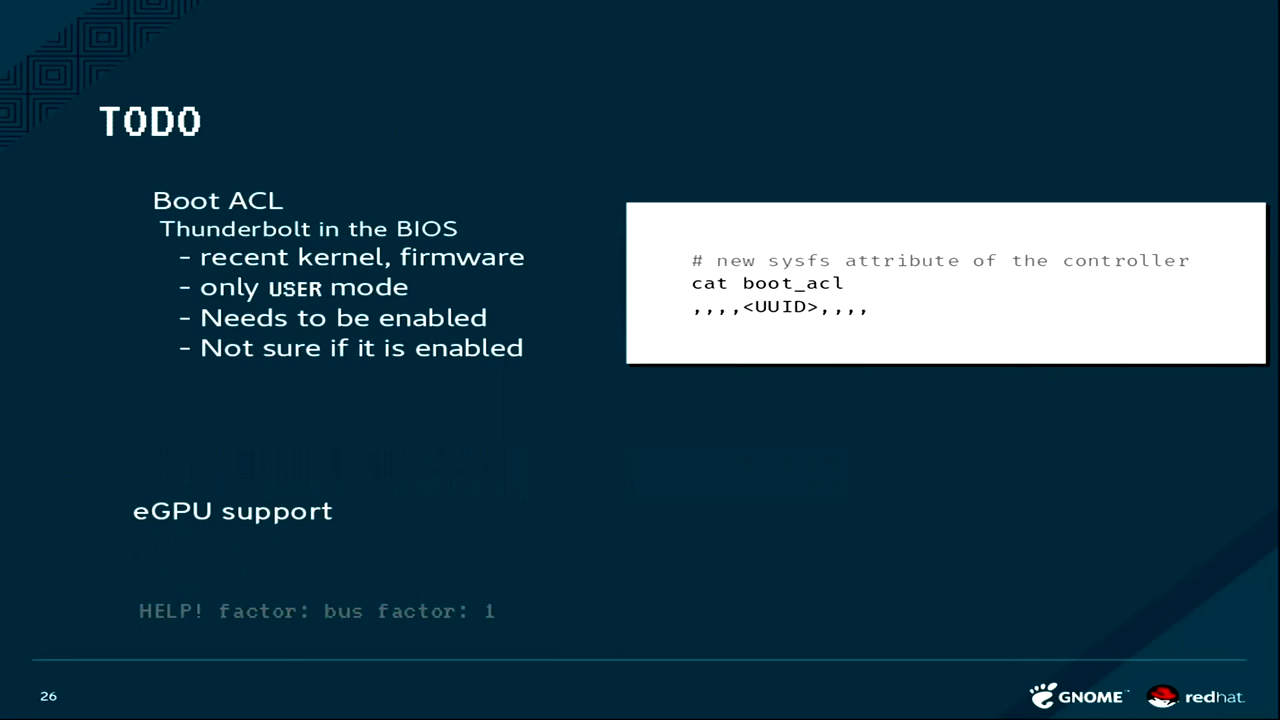 TODO
Boot ACL
Thunderbolt in the BIOS
- recent kernel, firmware
- only USER mode
- Needs to be enabled
- Not sure if it is enabled
# new sysfs attribute of the controller
cat boot_acl
,,,,<UUID>,,,,
eGPU support
HELP! factor: bus factor: 1
26
GNOME™
redhat.